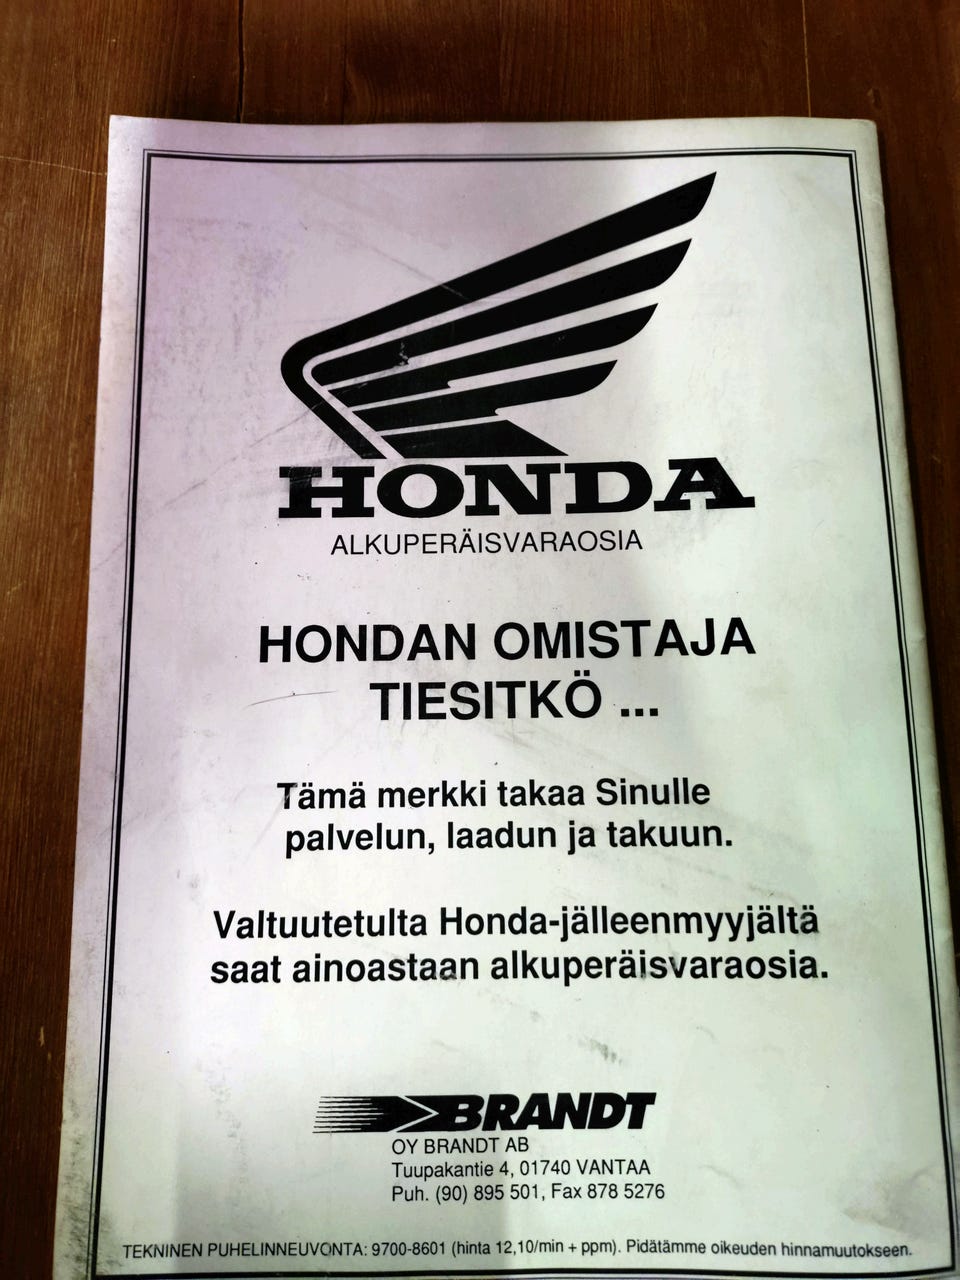 HONDA
ALKUPERÄISVARAOSIA
HONDAN OMISTAJA
TIESITKÖ ...
Tämä merkki takaa Sinulle
palvelun, laadun ja takuun.
Valtuutetulta Honda-jälleenmyyjältä
saat ainoastaan alkuperäisvaraosia.
BRANDT
OY BRANDT AB
Tuupakantie 4, 01740 VANTAA
Puh. (90) 895 501, Fax 878 5276
TEKNINEN PUHELINNEUVONTA: 9700-8601 (hinta 12,10/min + ppm). Pidätämme oikeuden hinnamuutokseen.